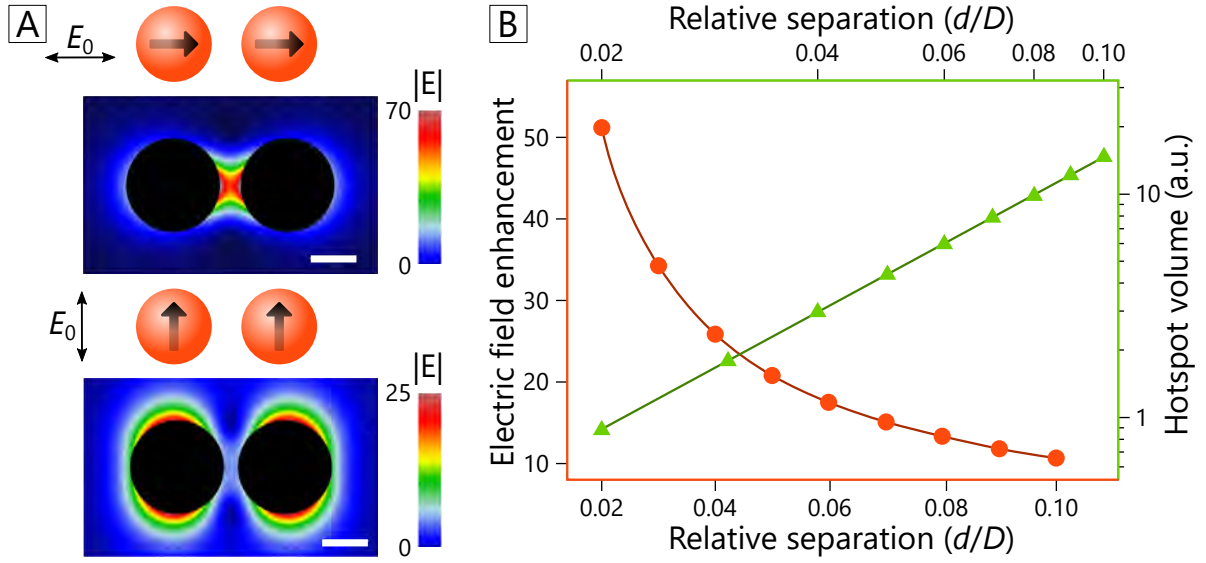 A
E0
|E|
70
0
E0
|E|
25
0
B
Relative separation (d/D)
0.02 0.04 0.06 0.08 0.10
Electric field enhancement
50
40
30
20
10
10
1
Hotspot volume (a.u.)
0.02 0.04 0.06 0.08 0.10
Relative separation (d/D)